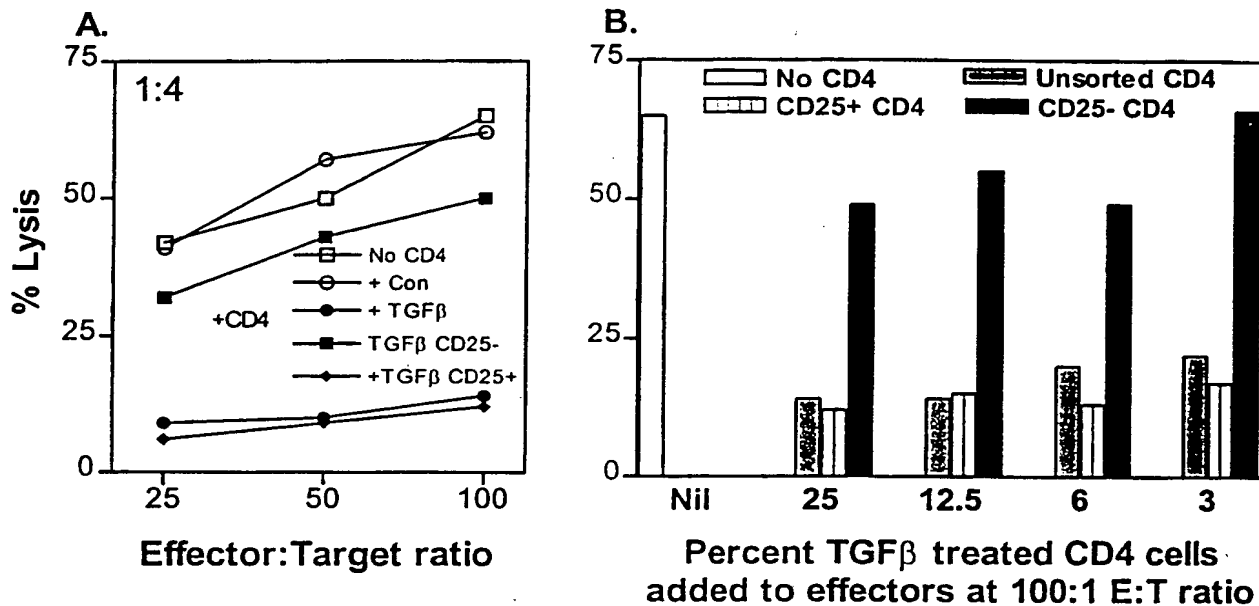 A.
75
50
25
0
% Lysis
1:4
No CD4
+ Con
+CD4
+ TGFβ
TGFβ CD25-
+TGFβ CD25+
25 50 100
Effector:Target ratio
B.
75
50
25
0
No CD4
Unsorted CD4
CD25+ CD4
CD25- CD4
Nil 25 12.5 6 3
Percent TGFβ treated CD4 cells
added to effectors at 100:1 E:T ratio